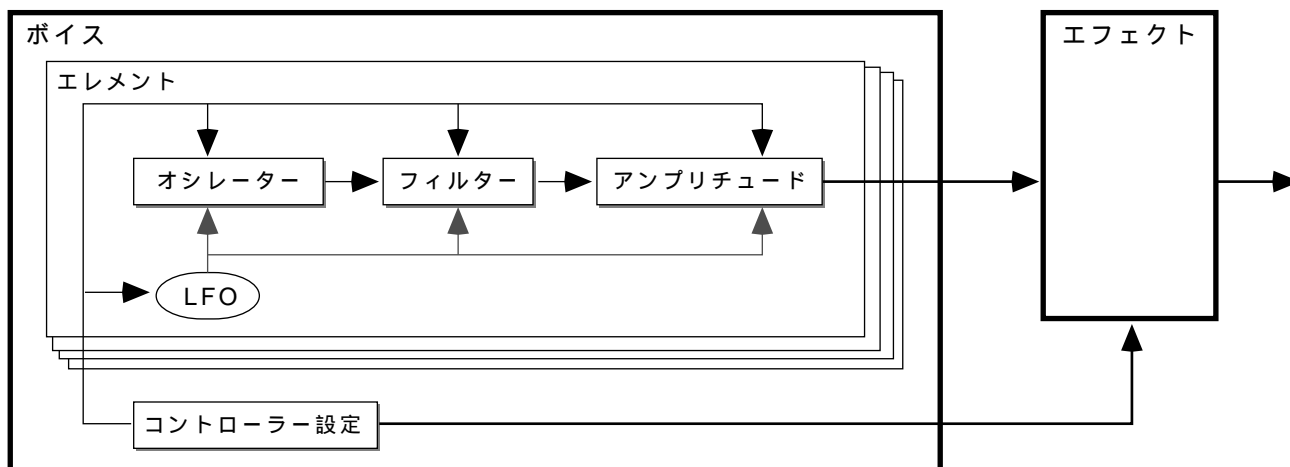 ボイス
エフェクト
エレメント
オシレーター
フィルター
アンプリチュード
LFO
コントローラー設定